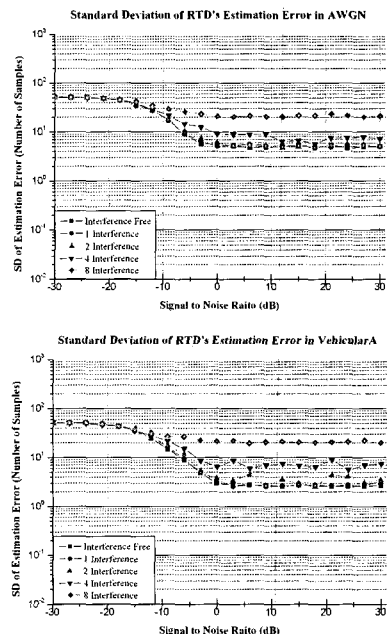 Standard Deviation of RTD's Estimation Error in AWGN
SD of Estimation Error (Number of Samples)
10³
10²
10¹
10⁰
10⁻¹
10⁻²
Interference Free
1 Interference
2 Interference
4 Interference
8 Interference
-30 -20 -10 0 10 20 30
Signal to Noise Raito (dB)
Standard Deviation of RTD's Estimation Error in VehicularA
SD of Estimation Error (Number of Samples)
10³
10²
10¹
10⁰
10⁻¹
10⁻²
Interference Free
1 Interference
2 Interference
4 Interference
8 Interference
-30 -20 -10 0 10 20 30
Signal to Noise Raito (dB)